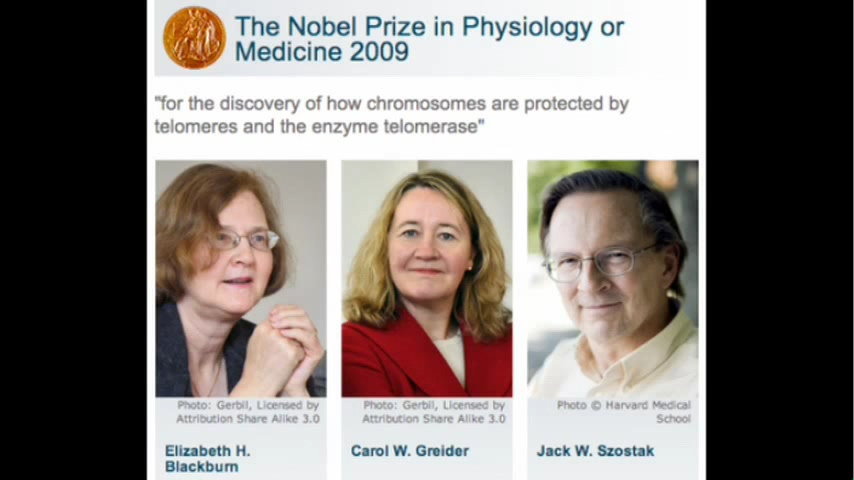 The Nobel Prize in Physiology or
Medicine 2009
"for the discovery of how chromosomes are protected by
telomeres and the enzyme telomerase"
Photo: Gerbil, Licensed by
Attribution Share Alike 3.0
Photo: Gerbil, Licensed by
Attribution Share Alike 3.0
Photo © Harvard Medical
School
Elizabeth H.
Blackburn
Carol W. Greider
Jack W. Szostak